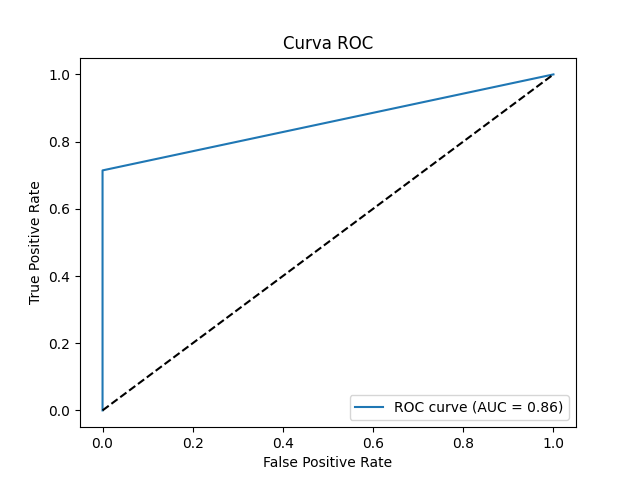 Curva ROC
True Positive Rate
1.0
0.8
0.6
0.4
0.2
0.0
ROC curve (AUC = 0.86)
0.0 0.2 0.4 0.6 0.8 1.0
False Positive Rate